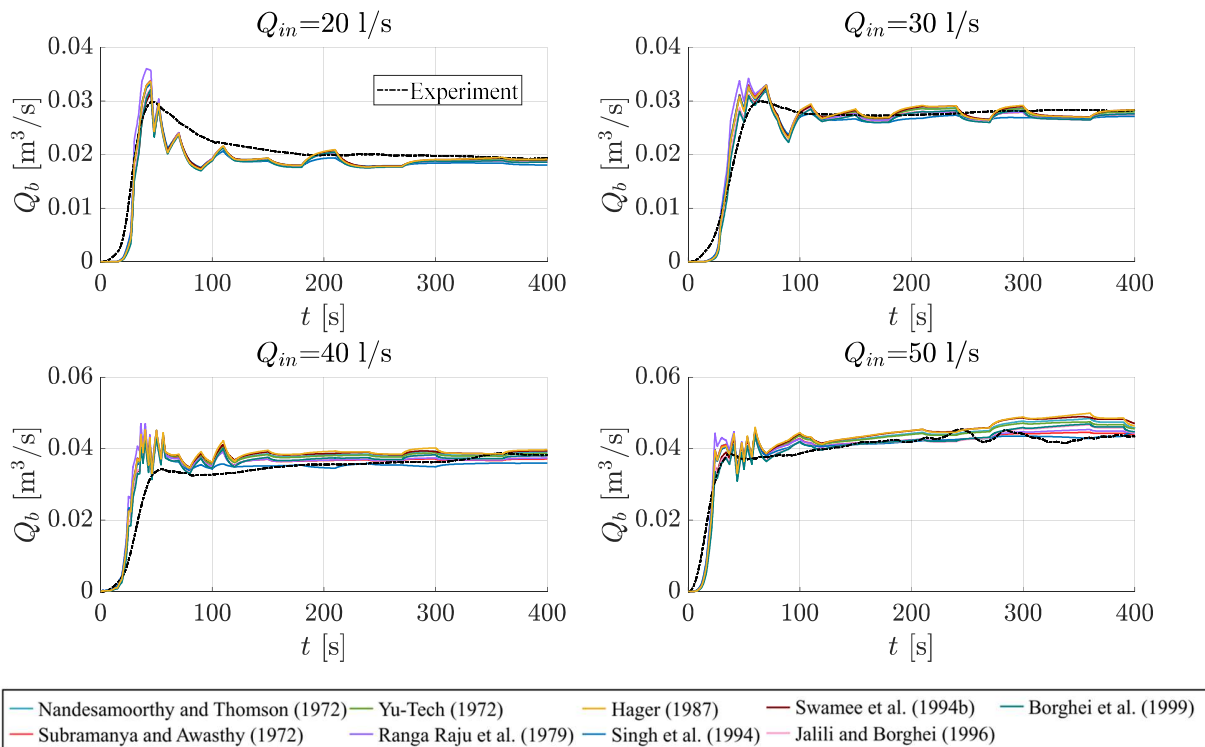 Q_in=20 l/s
Q_in=30 l/s
0.04
0.03
0.02
0.01
0
Q_b [m³/s]
Experiment
0 100 200 300 400
t [s]
0.04
0.03
0.02
0.01
0
Q_b [m³/s]
0 100 200 300 400
t [s]
Q_in=40 l/s
Q_in=50 l/s
0.06
0.04
0.02
0
Q_b [m³/s]
0 100 200 300 400
t [s]
0.06
0.04
0.02
0
Q_b [m³/s]
0 100 200 300 400
t [s]
Nandesamoorthy and Thomson (1972) Yu-Tech (1972) Hager (1987) Swamee et al. (1994b) Borghei et al. (1999)
Subramanya and Awasthy (1972) Ranga Raju et al. (1979) Singh et al. (1994) Jalili and Borghei (1996)